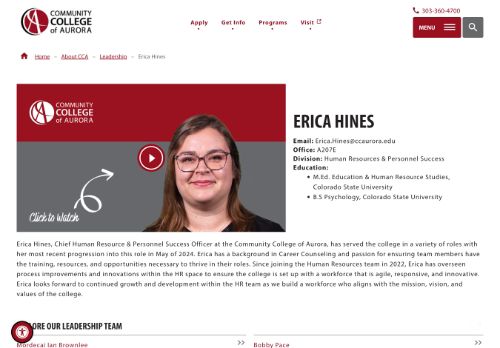 COMMUNITY
COLLEGE
OF AURORA
Apply
Get Info
Programs
Visit
303-360-4700
MENU
Home – About CCA – Leadership – Erica Hines
COMMUNITY
COLLEGE
OF AURORA
Click to Watch
ERICA HINES
Email: Erica.Hines@ccaurora.edu
Office: A207E
Division: Human Resources & Personnel Success
Education:
• M.Ed. Education & Human Resource Studies,
Colorado State University
• B.S Psychology, Colorado State University
Erica Hines, Chief Human Resource & Personnel Success Officer at the Community College of Aurora, has served the college in a variety of roles with
her most recent progression into this role in May of 2024. Erica has a background in Career Counseling and passion for ensuring team members have
the training, resources, and opportunities necessary to thrive in their roles. Since joining the Human Resources team in 2022, Erica has overseen
process improvements and innovations within the HR space to ensure the college is set up with a workforce that is agile, responsive, and innovative.
Erica looks forward to continued growth and development within the HR team as we build a workforce who aligns with the mission, vision, and
values of the college.
ORE OUR LEADERSHIP TEAM
Mordecai Ian Brownlee >>
Bobby Pace >>